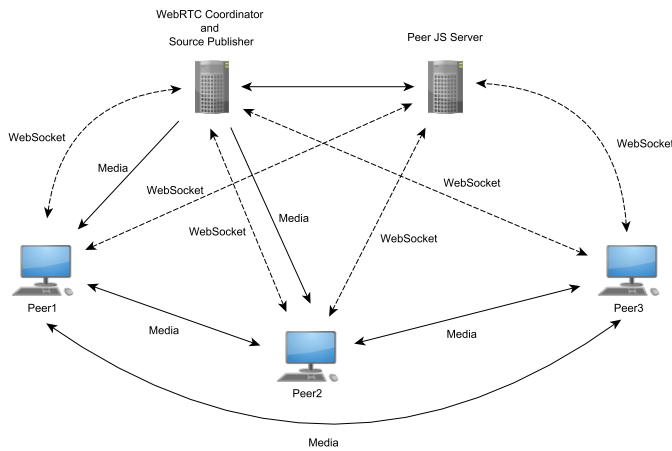 WebRTC Coordinator
and
Source Publisher
Peer JS Server
WebSocket
WebSocket
Media
WebSocket
WebSocket
Media
WebSocket
WebSocket
Peer1
Peer3
Media
Media
Peer2
Media